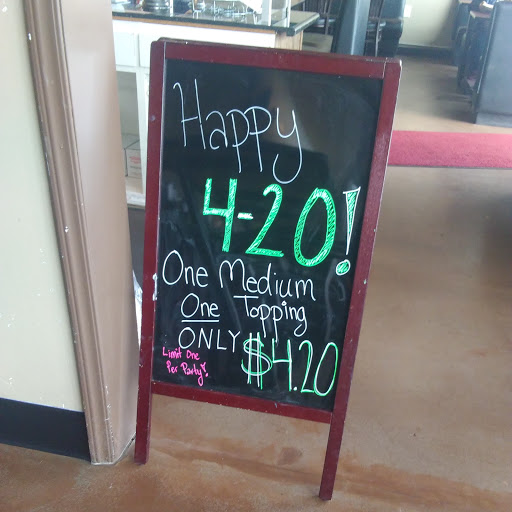 Happy
4-20!
One Medium
One Topping
ONLY $4.20
Limit One
Per Party!